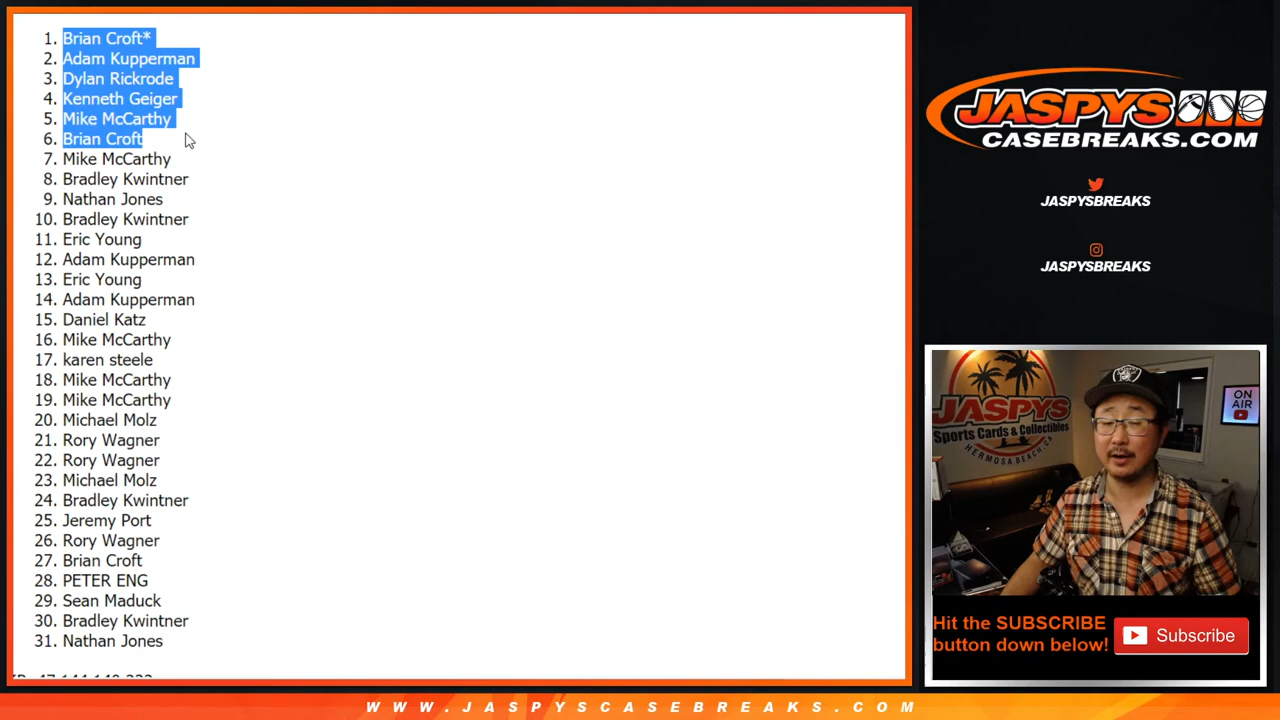 1. Brian Croft*
2. Adam Kupperman
3. Dylan Rickrode
4. Kenneth Geiger
5. Mike McCarthy
6. Brian Croft
7. Mike McCarthy
8. Bradley Kwintner
9. Nathan Jones
10. Bradley Kwintner
11. Eric Young
12. Adam Kupperman
13. Eric Young
14. Adam Kupperman
15. Daniel Katz
16. Mike McCarthy
17. karen steele
18. Mike McCarthy
19. Mike McCarthy
20. Michael Molz
21. Rory Wagner
22. Rory Wagner
23. Michael Molz
24. Bradley Kwintner
25. Jeremy Port
26. Rory Wagner
27. Brian Croft
28. PETER ENG
29. Sean Maduck
30. Bradley Kwintner
31. Nathan Jones
JASPYS
CASEBREAKS.COM
JASPYSBREAKS
JASPYSBREAKS
JASPYS
Sports Cards & Collectibles
HERMOSA BEACH, CA
ON AIR
Hit the SUBSCRIBE
button down below!
Subscribe
WWW.JASPYSCASEBREAKS.COM